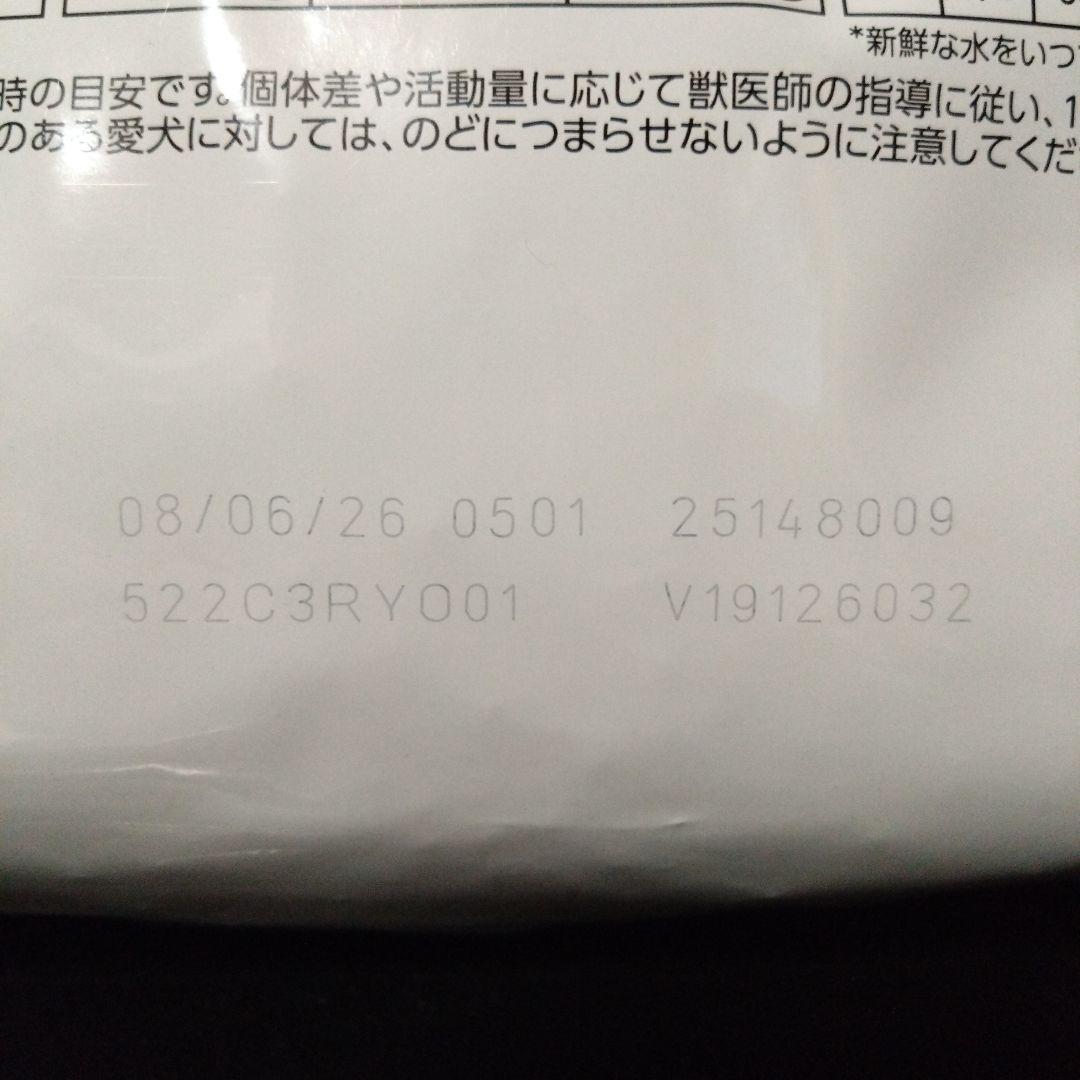 *新鮮な水をいつ
時の目安です。個体差や活動量に応じて獣医師の指導に従い、1
のある愛犬に対しては、のどにつまらせないように注意してくだ
08/06/26 0501 25148009
522C3RYO01 V19126032